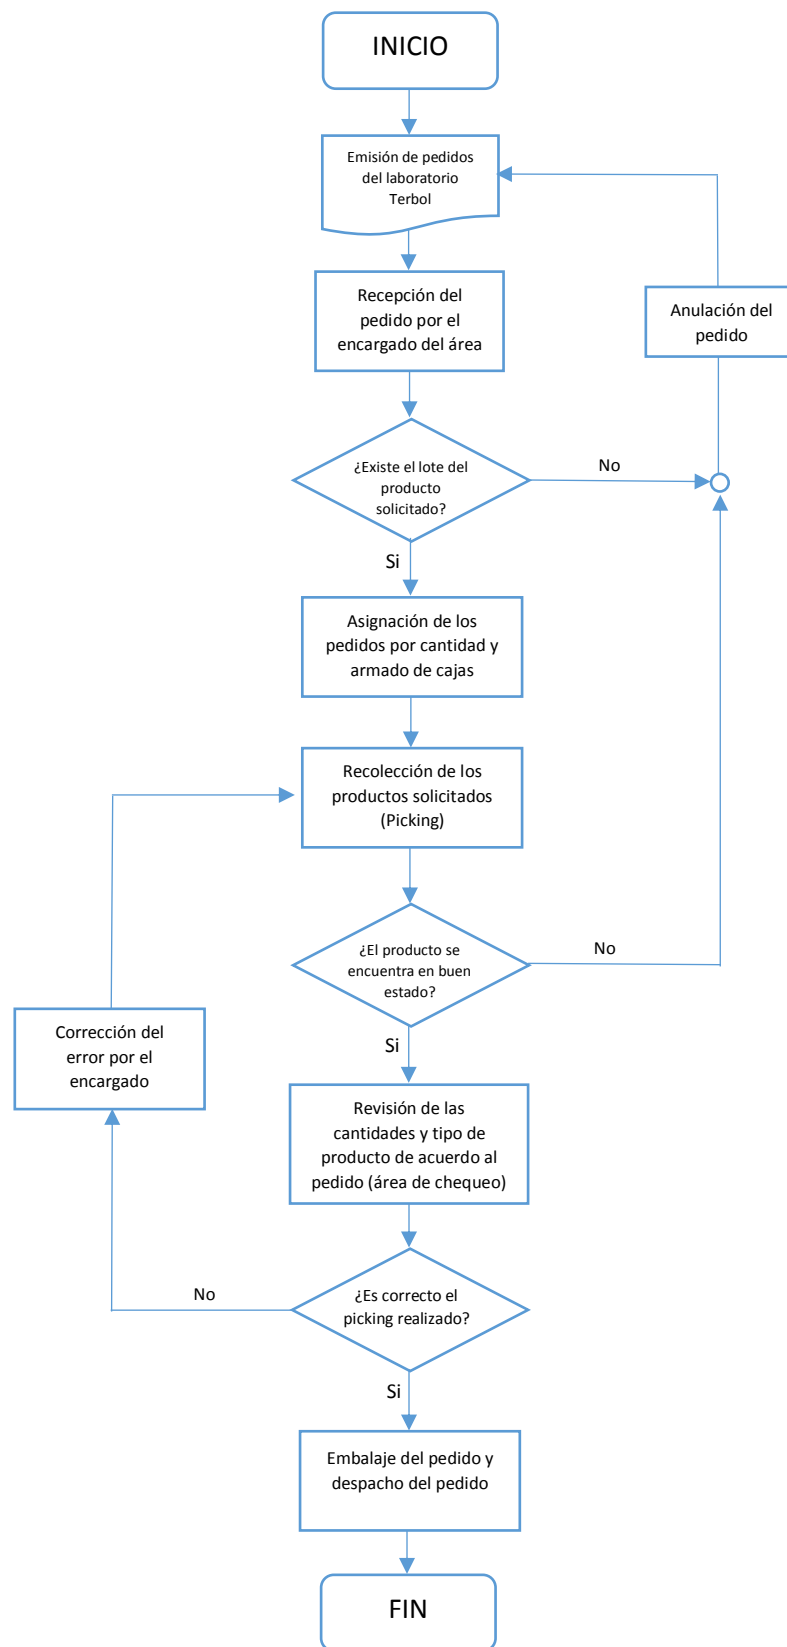 INICIO
Emisión de pedidos
del laboratorio
Terbol
Recepción del
pedido por el
encargado del área
Anulación del
pedido
¿Existe el lote del
producto
solicitado?
No
Si
Asignación de los
pedidos por cantidad y
armado de cajas
Recolección de los
productos solicitados
(Picking)
¿El producto se
encuentra en buen
estado?
No
Si
Corrección del
error por el
encargado
Revisión de las
cantidades y tipo de
producto de acuerdo al
pedido (área de chequeo)
¿Es correcto el
picking realizado?
No
Si
Embalaje del pedido y
despacho del pedido
FIN